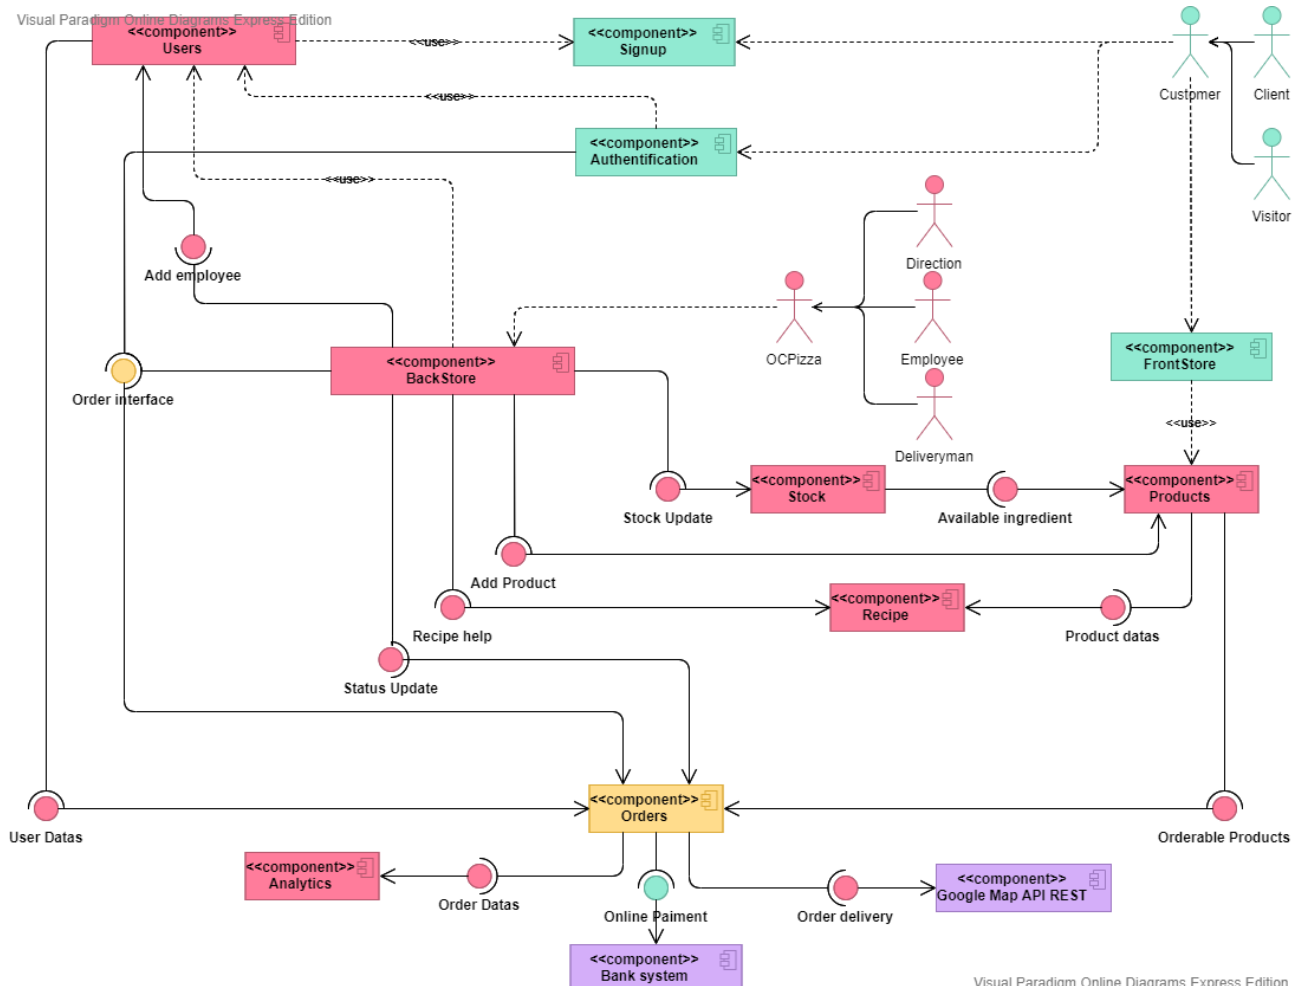 Visual Paradigm Online Diagrams Express Edition
<<component>>
Users
<<use>>
<<component>>
Signup
Customer
Client
<<use>>
<<component>>
Authentification
<<use>>
Visitor
Add employee
Direction
<<component>>
BackStore
OCPizza
Employee
<<component>>
FrontStore
Order interface
<<use>>
Deliveryman
<<component>>
Stock
<<component>>
Products
Stock Update
Available ingredient
Add Product
<<component>>
Recipe
Recipe help
Product datas
Status Update
<<component>>
Orders
User Datas
Orderable Products
<<component>>
Analytics
Order Datas
Online Paiment
Order delivery
<<component>>
Google Map API REST
<<component>>
Bank system
Visual Paradigm Online Diagrams Express Edition